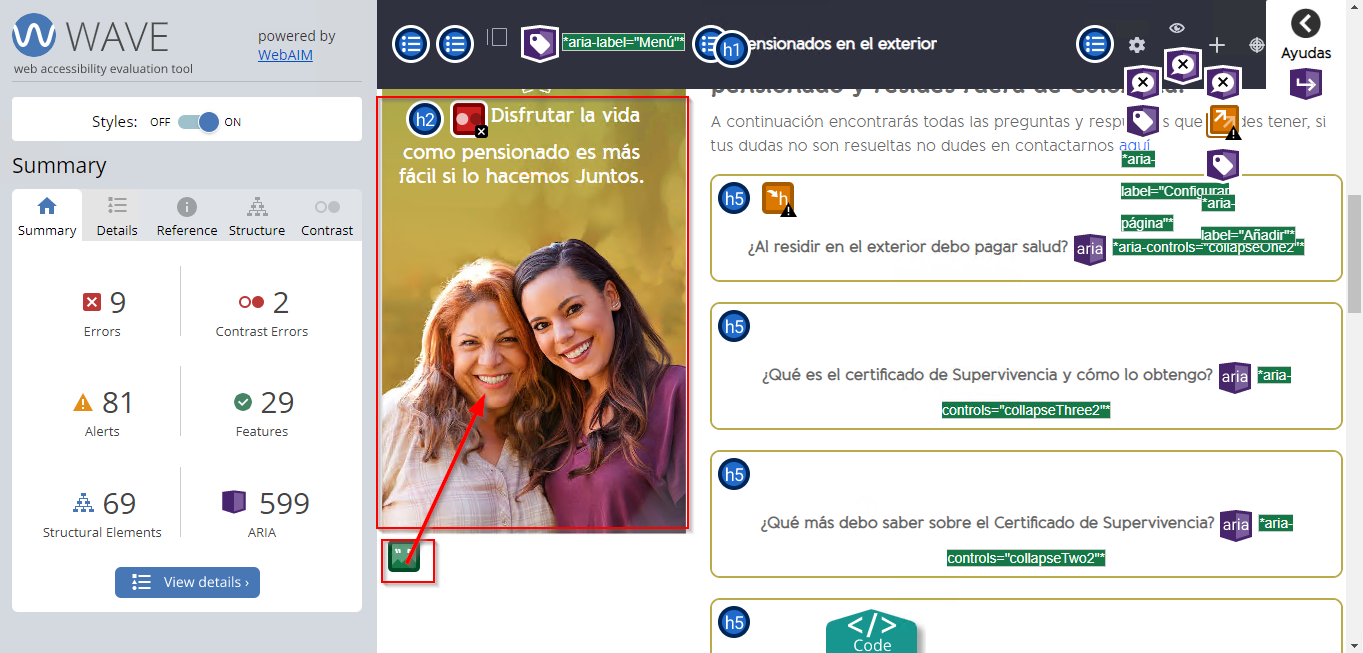 WAVE
powered by
WebAIM
web accessibility evaluation tool
Styles: OFF ON
Summary
Summary Details Reference Structure Contrast
9
Errors
2
Contrast Errors
81
Alerts
29
Features
69
Structural Elements
599
ARIA
View details ›
*aria-label="Menú"*
h1
pensionados en el exterior
Ayudas
h2
Disfrutar la vida
como pensionado es más
fácil si lo hacemos Juntos.
pensionado y resides fuera de
A continuación encontrarás todas las preguntas y que tener, si
tus dudas no son resueltas no dudes en contactarnos aquí
*aria-
label="Configurar
página"*
*aria-
label="Añadir"*
h5
h
¿Al residir en el exterior debo pagar salud? aria *aria-controls="collapseOne2"*
h5
¿Qué es el certificado de Supervivencia y cómo lo obtengo? aria *aria-
controls="collapseThree2"*
h5
¿Qué más debo saber sobre el Certificado de Supervivencia? aria *aria-
controls="collapseTwo2"*
h5
</>
Code